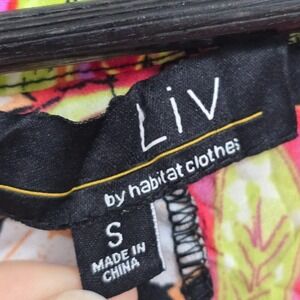 LiV
by habitat clothes
S
MADE IN
CHINA